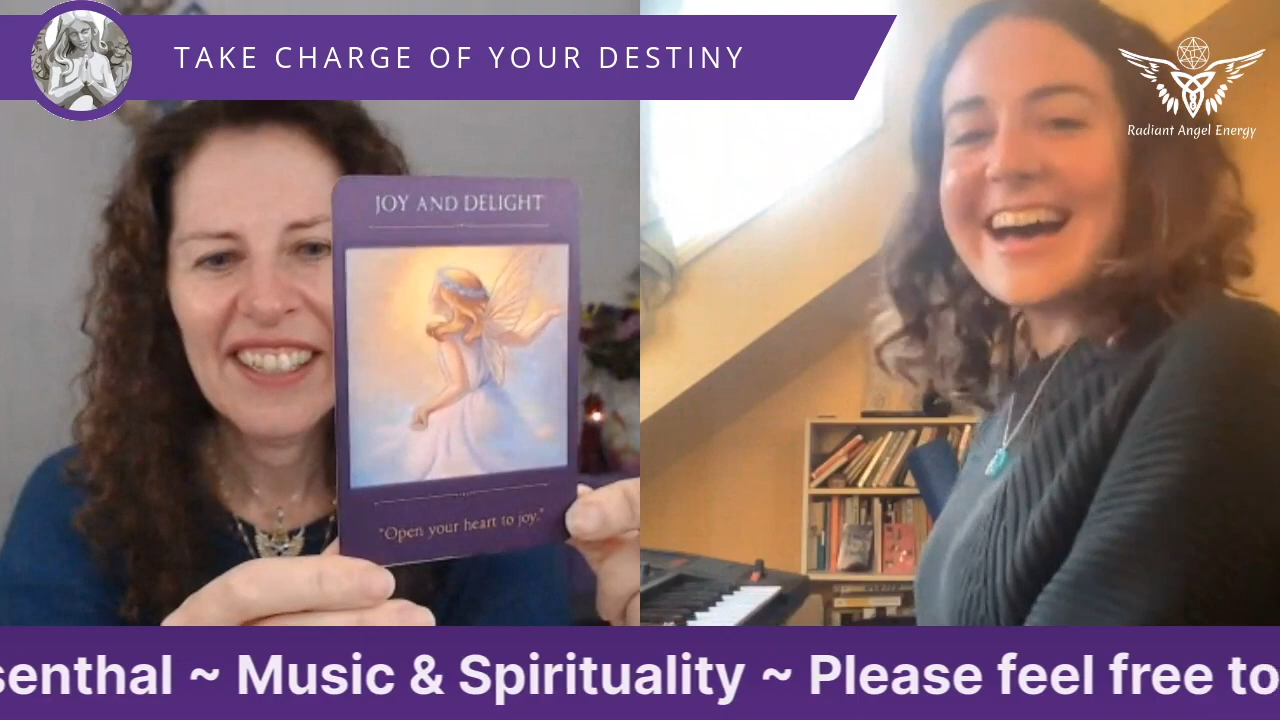 TAKE CHARGE OF YOUR DESTINY
Radiant Angel Energy
JOY AND DELIGHT
"Open your heart to joy."
senthal ~ Music & Spirituality ~ Please feel free to